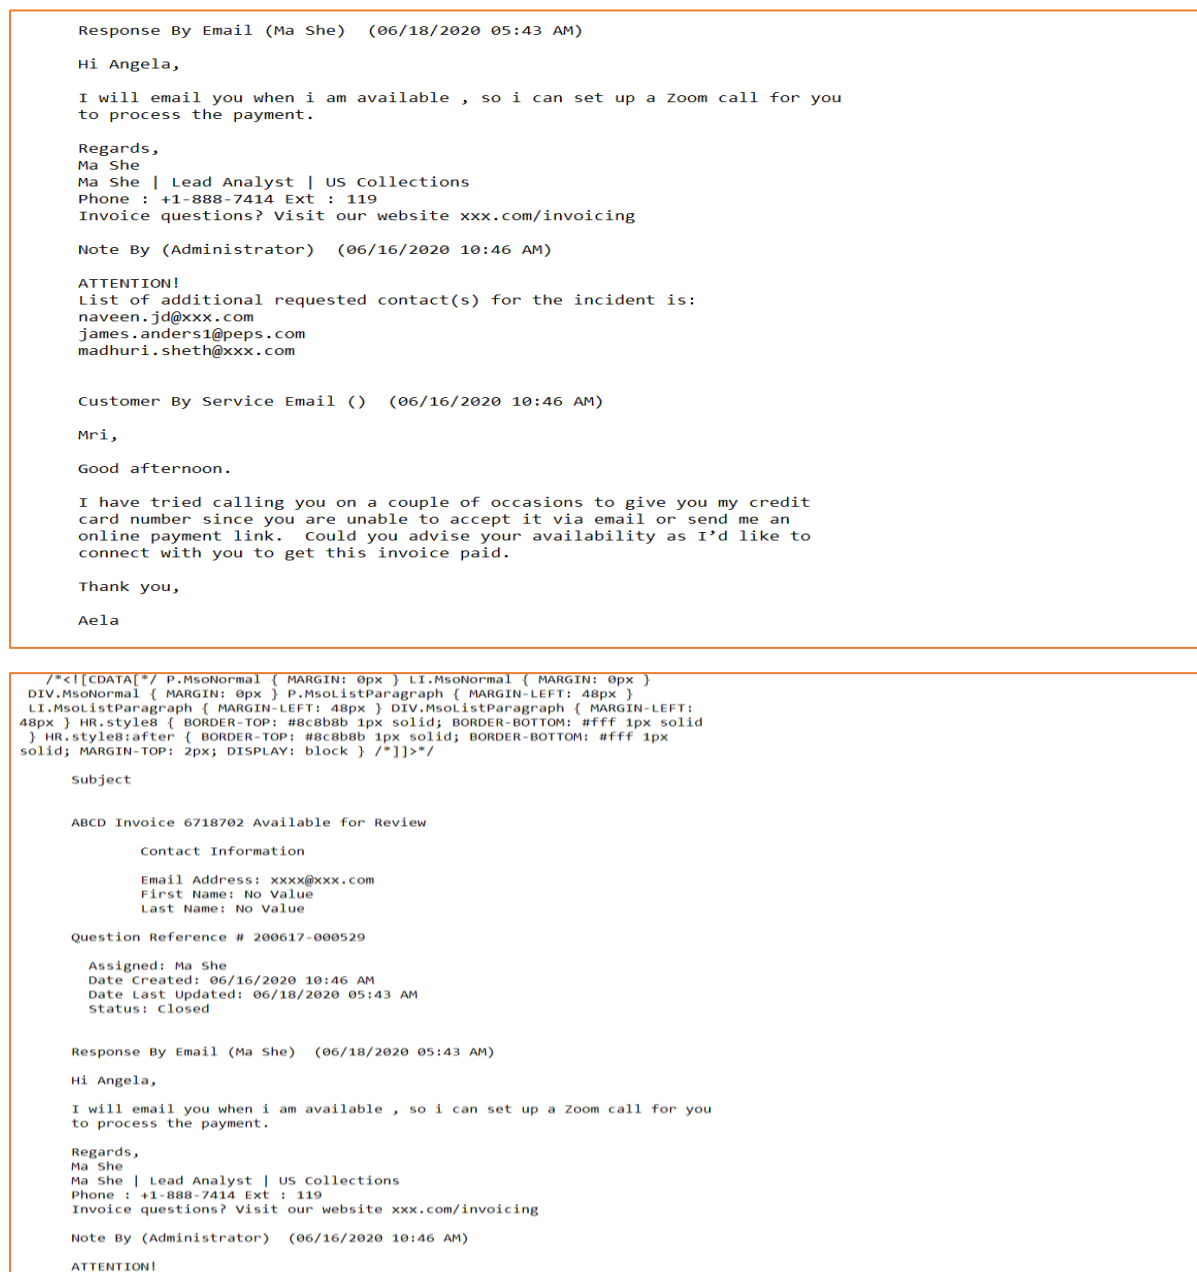 Response By Email (Ma She)  (06/18/2020 05:43 AM)
Hi Angela,
I will email you when i am available , so i can set up a Zoom call for you
to process the payment.
Regards,
Ma She
Ma She | Lead Analyst | US Collections
Phone : +1-888-7414 Ext : 119
Invoice questions? Visit our website xxx.com/invoicing
Note By (Administrator)  (06/16/2020 10:46 AM)
ATTENTION!
List of additional requested contact(s) for the incident is:
naveen.jd@xxx.com
james.anders1@peps.com
madhuri.sheth@xxx.com
Customer By Service Email ()  (06/16/2020 10:46 AM)
Mri,
Good afternoon.
I have tried calling you on a couple of occasions to give you my credit
card number since you are unable to accept it via email or send me an
online payment link.  Could you advise your availability as I’d like to
connect with you to get this invoice paid.
Thank you,
Aela
/*<![CDATA[*/ P.MsoNormal { MARGIN: 0px } LI.MsoNormal { MARGIN: 0px }
DIV.MsoNormal { MARGIN: 0px } P.MsoListParagraph { MARGIN-LEFT: 48px }
LI.MsoListParagraph { MARGIN-LEFT: 48px } DIV.MsoListParagraph { MARGIN-LEFT:
48px } HR.style8 { BORDER-TOP: #8c8b8b 1px solid; BORDER-BOTTOM: #fff 1px solid
} HR.style8:after { BORDER-TOP: #8c8b8b 1px solid; BORDER-BOTTOM: #fff 1px
solid; MARGIN-TOP: 2px; DISPLAY: block } /*]]>*/
Subject
ABCD Invoice 6718702 Available for Review
Contact Information
Email Address: xxxx@xxx.com
First Name: No Value
Last Name: No Value
Question Reference # 200617-000529
Assigned: Ma She
Date Created: 06/16/2020 10:46 AM
Date Last Updated: 06/18/2020 05:43 AM
Status: Closed
Response By Email (Ma She)  (06/18/2020 05:43 AM)
Hi Angela,
I will email you when i am available , so i can set up a Zoom call for you
to process the payment.
Regards,
Ma She
Ma She | Lead Analyst | US Collections
Phone : +1-888-7414 Ext : 119
Invoice questions? Visit our website xxx.com/invoicing
Note By (Administrator)  (06/16/2020 10:46 AM)
ATTENTION!